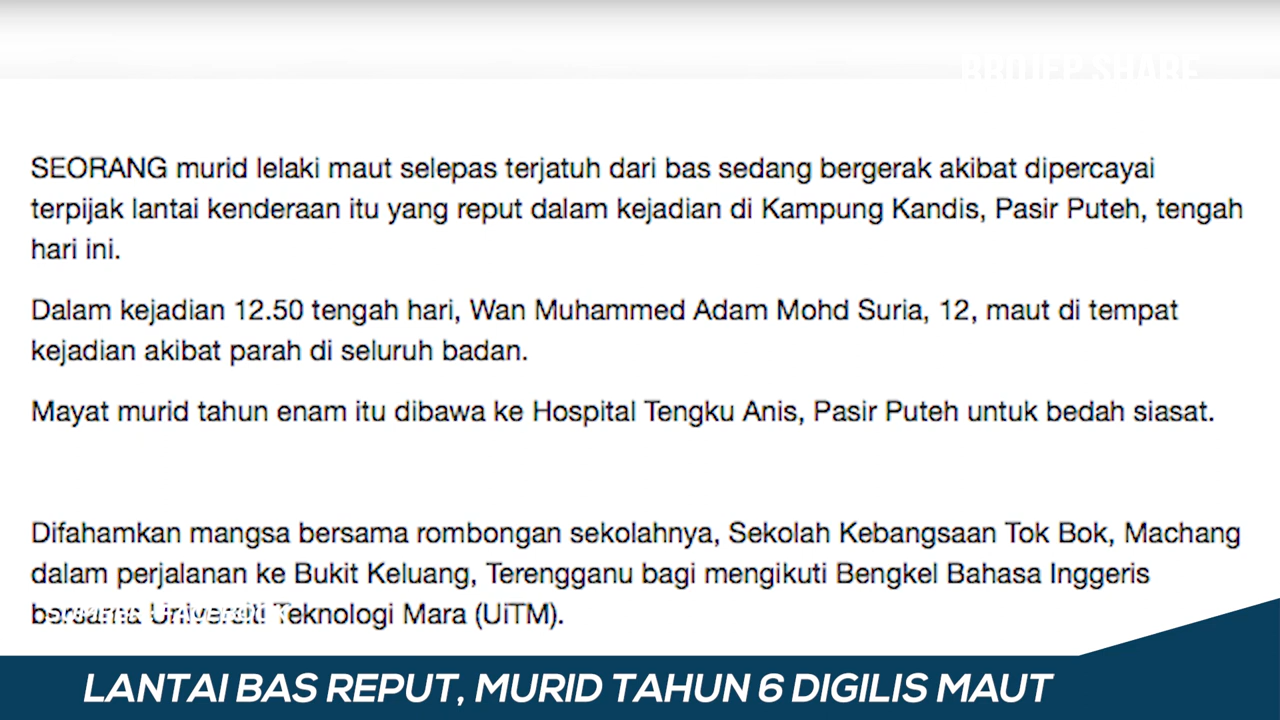 SEORANG murid lelaki maut selepas terjatuh dari bas sedang bergerak akibat dipercayai
terpijak lantai kenderaan itu yang reput dalam kejadian di Kampung Kandis, Pasir Puteh, tengah
hari ini.
Dalam kejadian 12.50 tengah hari, Wan Muhammed Adam Mohd Suria, 12, maut di tempat
kejadian akibat parah di seluruh badan.
Mayat murid tahun enam itu dibawa ke Hospital Tengku Anis, Pasir Puteh untuk bedah siasat.
Difahamkan mangsa bersama rombongan sekolahnya, Sekolah Kebangsaan Tok Bok, Machang
dalam perjalanan ke Bukit Keluang, Terengganu bagi mengikuti Bengkel Bahasa Inggeris
bersama Universiti Teknologi Mara (UiTM).
LANTAI BAS REPUT, MURID TAHUN 6 DIGILIS MAUT